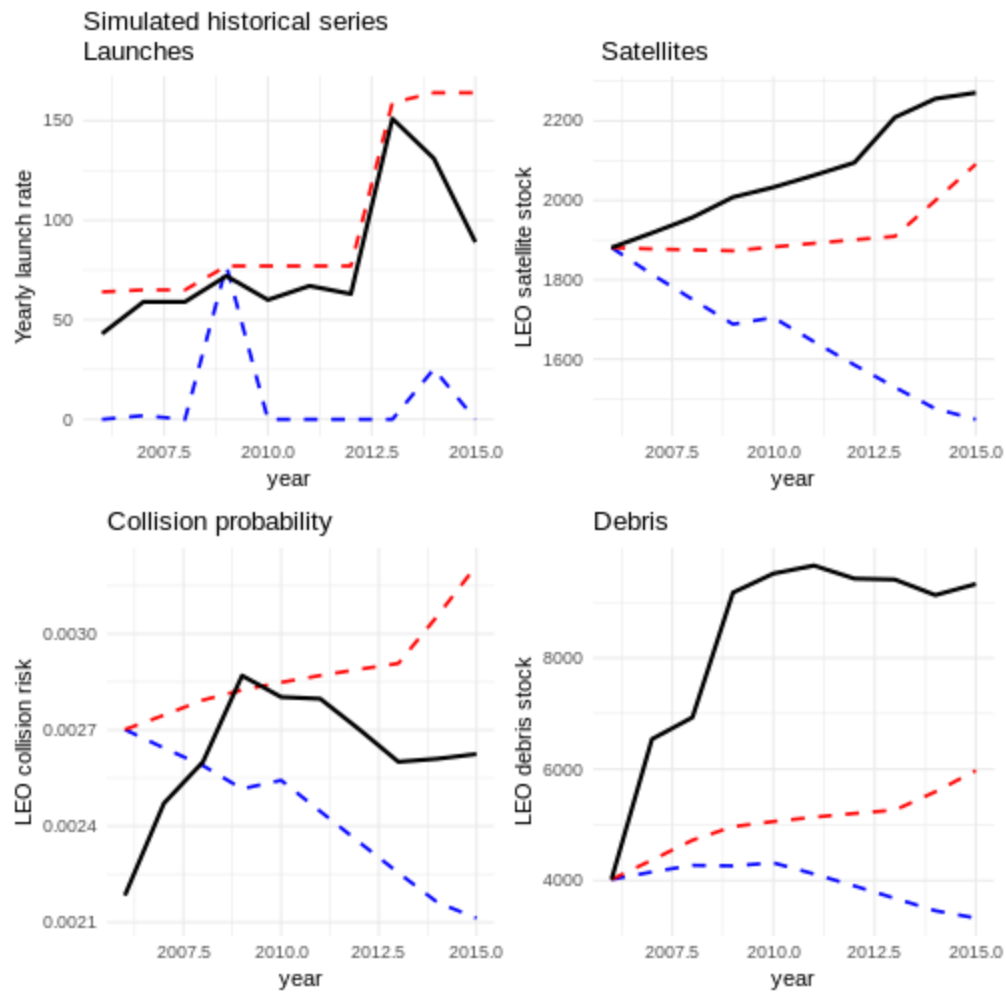 Simulated historical series
Launches
Yearly launch rate
150
100
50
0
2007.5 2010.0 2012.5 2015.0
year
Satellites
LEO satellite stock
2200
2000
1800
1600
2007.5 2010.0 2012.5 2015.0
year
Collision probability
LEO collision risk
0.0030
0.0027
0.0024
0.0021
2007.5 2010.0 2012.5 2015.0
year
Debris
LEO debris stock
8000
6000
4000
2007.5 2010.0 2012.5 2015.0
year